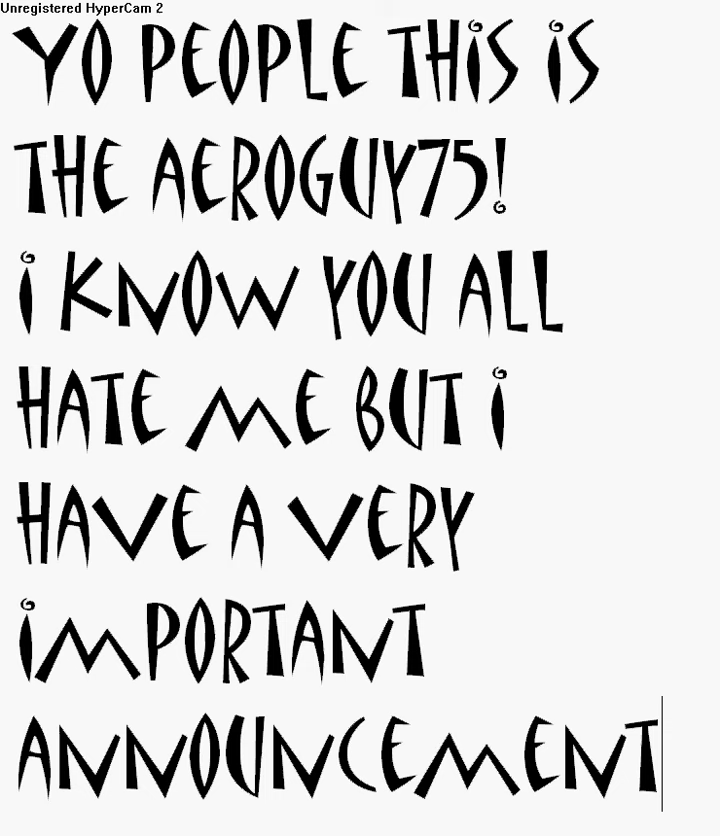 Unregistered HyperCam 2
YO PEOPLE THiS iS
THE AEROGUY75!
i KNOW YOU ALL
HATE ME BUT i
HAVE A VERY
iMPORTANT
ANNOUNCEMENT